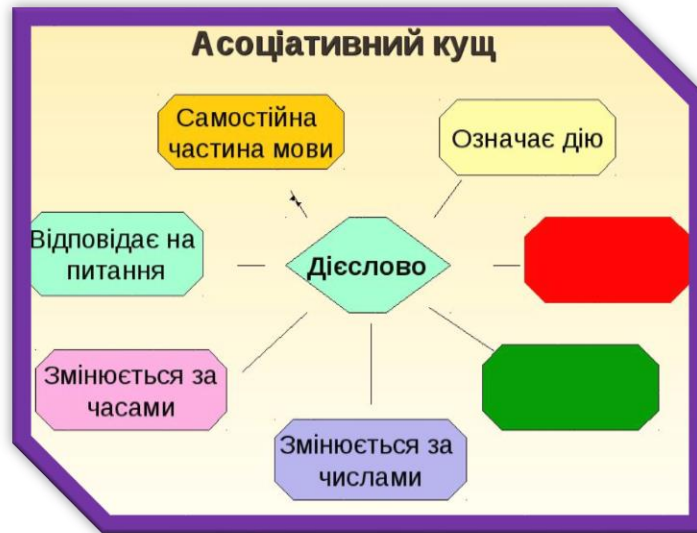 Асоціативний кущ
Самостійна
частина мови
Означає дію
Відповідає на
питання
Дієслово
Змінюється за
часами
Змінюється за
числами